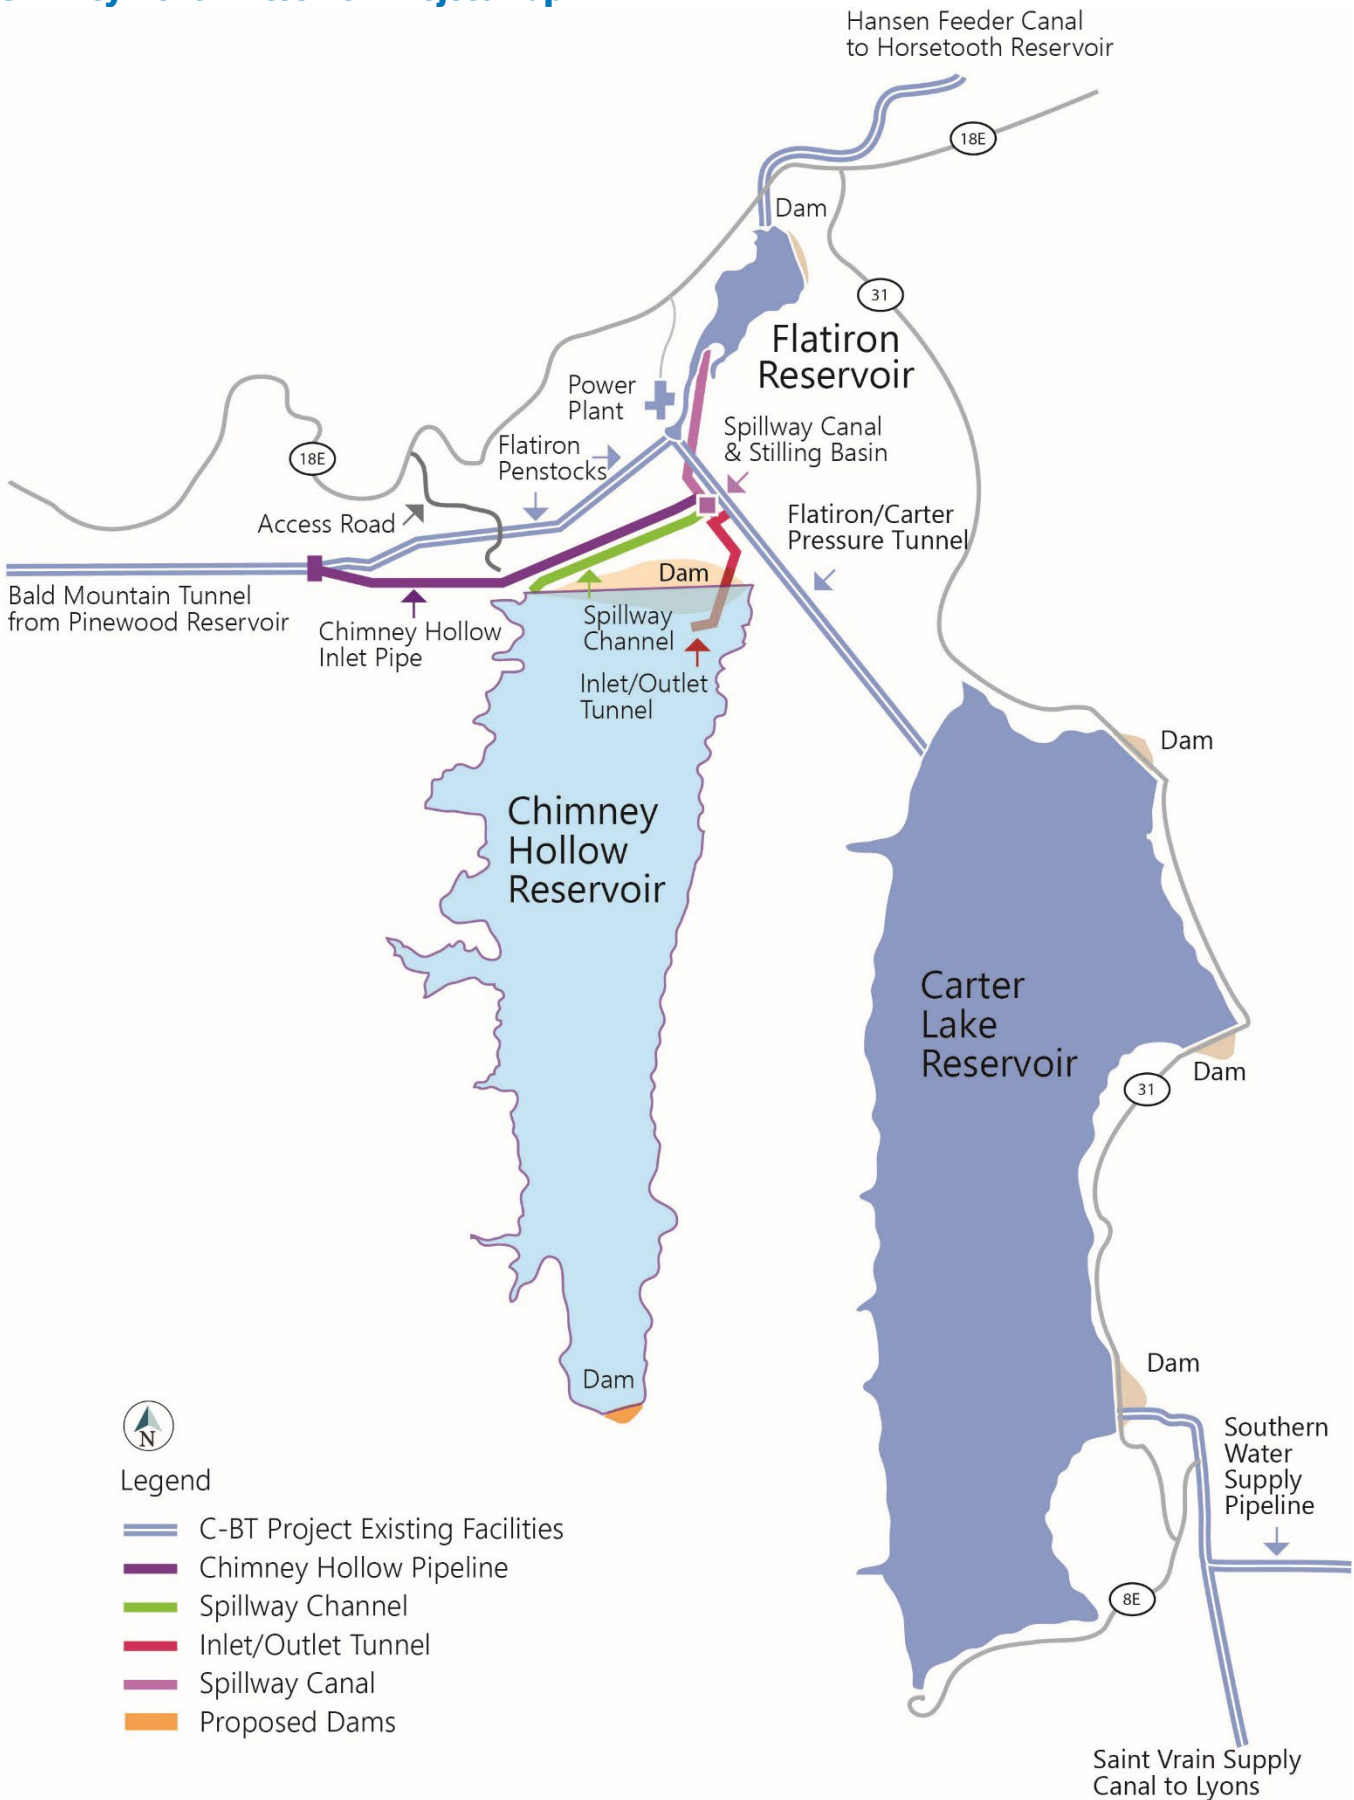 Hansen Feeder Canal
to Horsetooth Reservoir
18E
Dam
31
Flatiron
Reservoir
Power
Plant
Spillway Canal
& Stilling Basin
Flatiron
Penstocks
18E
Access Road
Flatiron/Carter
Pressure Tunnel
Dam
Bald Mountain Tunnel
from Pinewood Reservoir
Chimney Hollow
Inlet Pipe
Spillway
Channel
Inlet/Outlet
Tunnel
Dam
Chimney
Hollow
Reservoir
Carter
Lake
Reservoir
Dam
31
Dam
Dam
Southern
Water
Supply
Pipeline
8E
Saint Vrain Supply
Canal to Lyons
N
Legend
C-BT Project Existing Facilities
Chimney Hollow Pipeline
Spillway Channel
Inlet/Outlet Tunnel
Spillway Canal
Proposed Dams